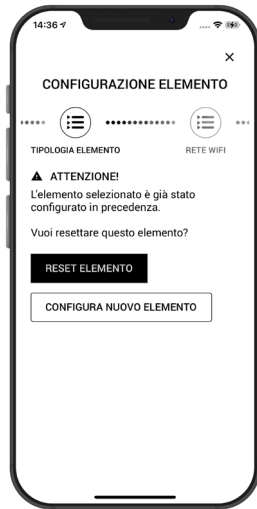 14:36
CONFIGURAZIONE ELEMENTO
TIPOLOGIA ELEMENTO
RETE WIFI
ATTENZIONE!
L'elemento selezionato è già stato
configurato in precedenza.
Vuoi resettare questo elemento?
RESET ELEMENTO
CONFIGURA NUOVO ELEMENTO